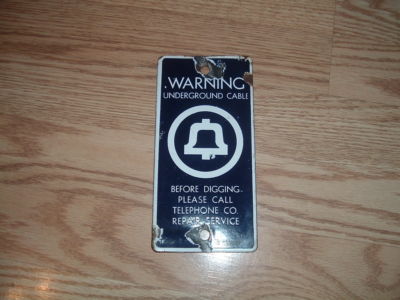 WARNING
UNDERGROUND CABLE
BEFORE DIGGING
PLEASE CALL
TELEPHONE CO.
REPAIR SERVICE